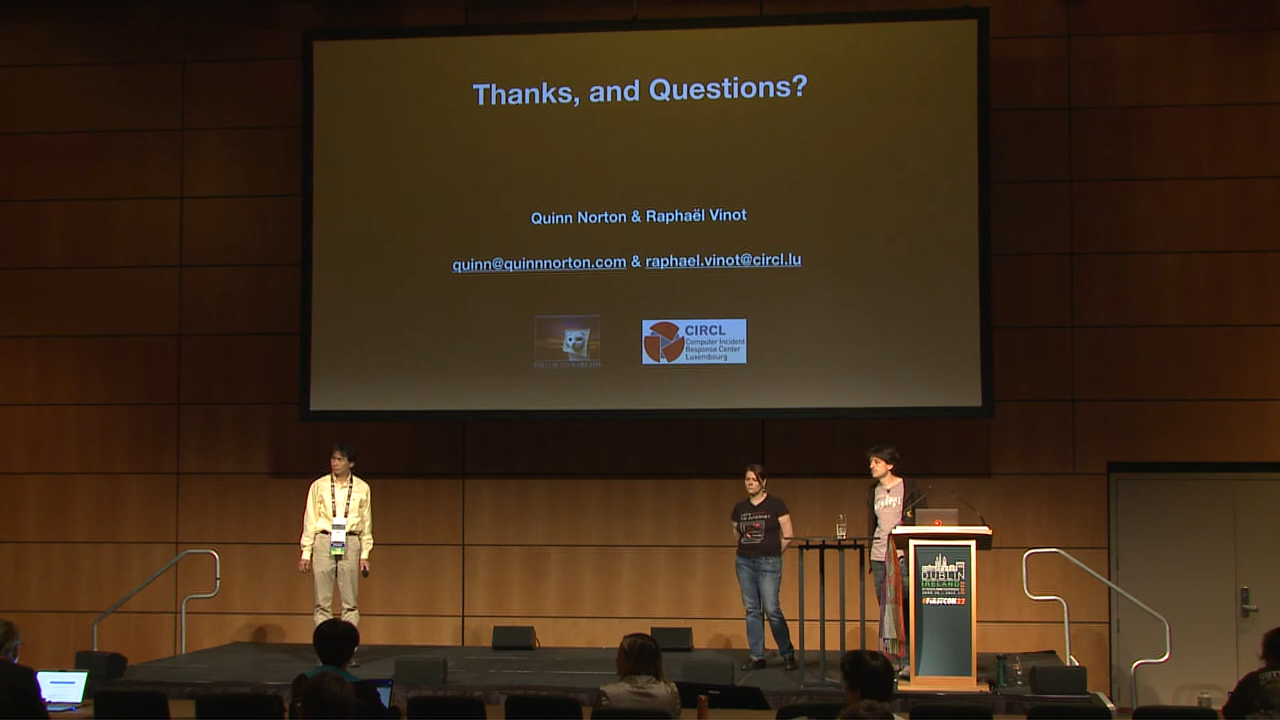 Thanks, and Questions?
Quinn Norton & Raphaël Vinot
quinn@quinnnorton.com & raphael.vinot@circl.lu
CIRCL
Computer Incident
Response Center
Luxembourg
DUBLIN
IRELAND
#FIRSTCON22